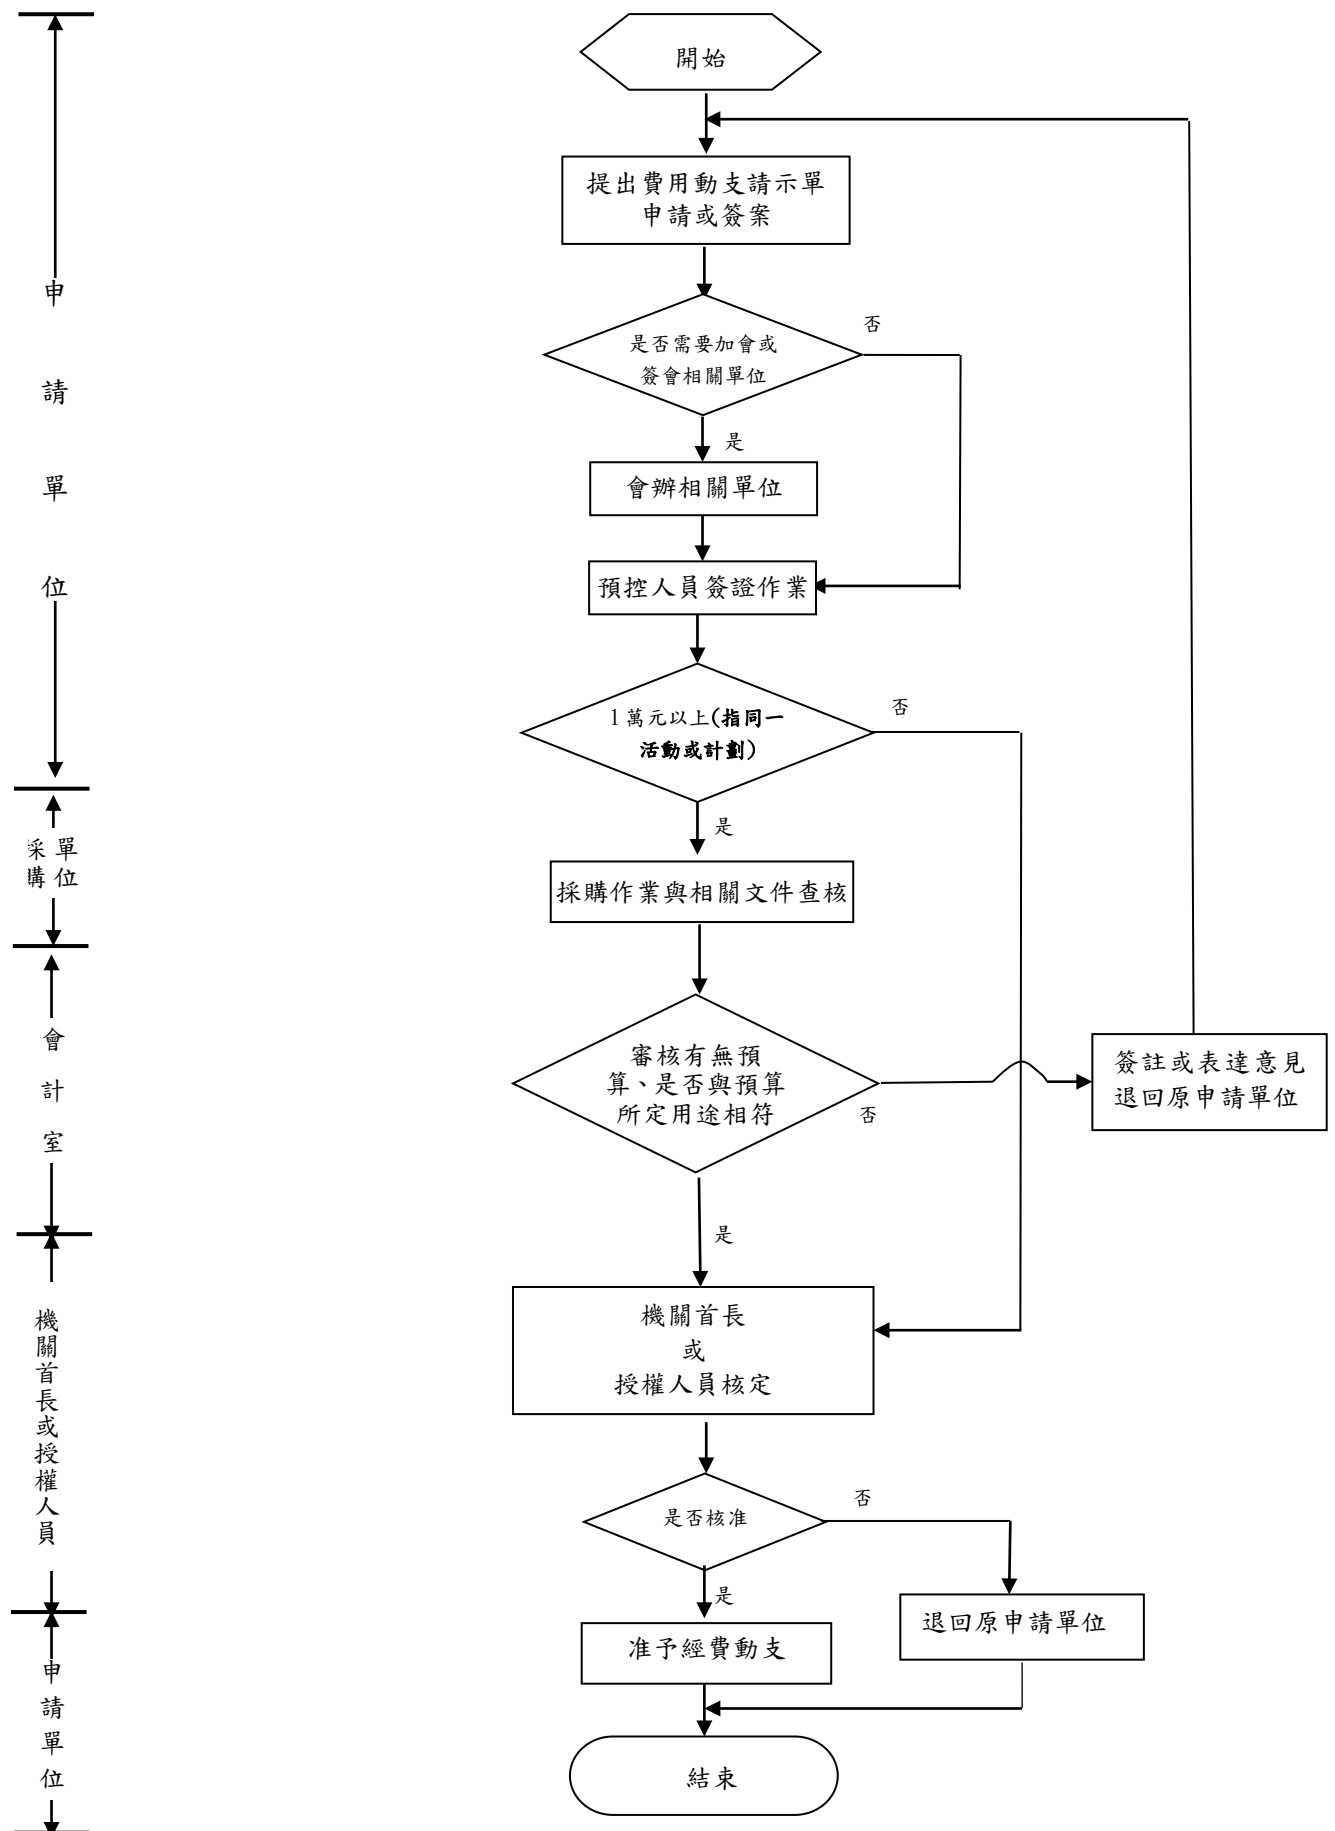 開始
提出費用動支請示單
申請或簽案
是否需要加會或
簽會相關單位
否
是
會辦相關單位
預控人員簽證作業
1萬元以上(指同一
活動或計劃)
否
是
採購作業與相關文件查核
審核有無預
算、是否與預算
所定用途相符
否
簽註或表達意見
退回原申請單位
是
機關首長
或
授權人員核定
是否核准
否
是
退回原申請單位
准予經費動支
結束
申請單位
採購
單位
會計室
機關首長或授權人員
申請單位